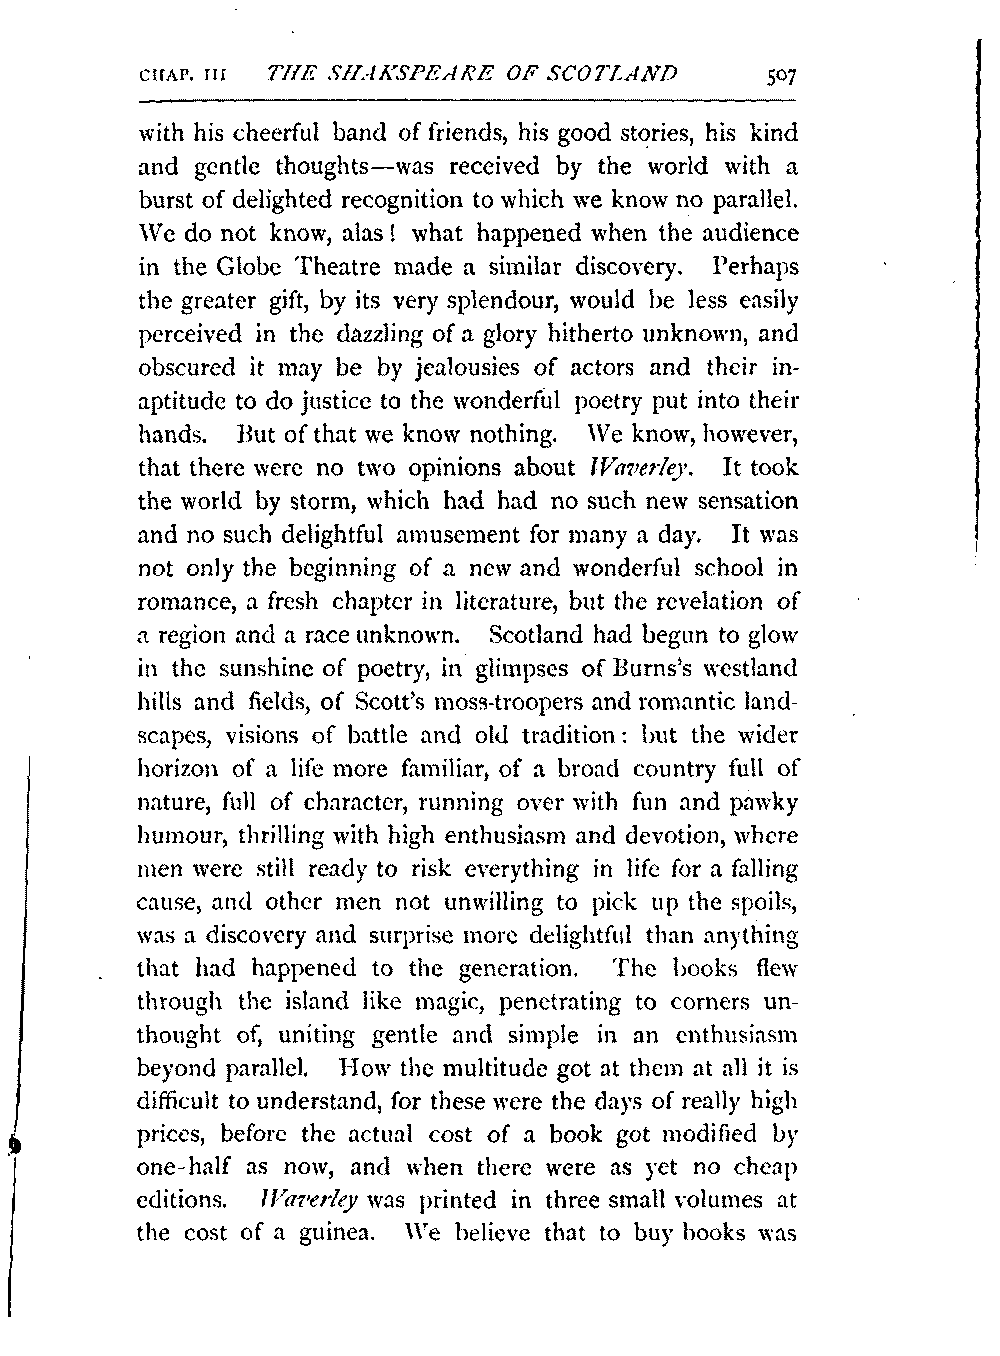 CHAP. III THE SHAKSPEARE OF SCOTLAND 507
with his cheerful band of friends, his good stories, his kind
and gentle thoughts—was received by the world with a
burst of delighted recognition to which we know no parallel.
We do not know, alas! what happened when the audience
in the Globe Theatre made a similar discovery. Perhaps
the greater gift, by its very splendour, would be less easily
perceived in the dazzling of a glory hitherto unknown, and
obscured it may be by jealousies of actors and their in-
aptitude to do justice to the wonderful poetry put into their
hands. But of that we know nothing. We know, however,
that there were no two opinions about Waverley. It took
the world by storm, which had had no such new sensation
and no such delightful amusement for many a day. It was
not only the beginning of a new and wonderful school in
romance, a fresh chapter in literature, but the revelation of
a region and a race unknown. Scotland had begun to glow
in the sunshine of poetry, in glimpses of Burns's westland
hills and fields, of Scott's moss-troopers and romantic land-
scapes, visions of battle and old tradition: but the wider
horizon of a life more familiar, of a broad country full of
nature, full of character, running over with fun and pawky
humour, thrilling with high enthusiasm and devotion, where
men were still ready to risk everything in life for a falling
cause, and other men not unwilling to pick up the spoils,
was a discovery and surprise more delightful than anything
that had happened to the generation. The books flew
through the island like magic, penetrating to corners un-
thought of, uniting gentle and simple in an enthusiasm
beyond parallel. How the multitude got at them at all it is
difficult to understand, for these were the days of really high
prices, before the actual cost of a book got modified by
one-half as now, and when there were as yet no cheap
editions. Waverley was printed in three small volumes at
the cost of a guinea. We believe that to buy books was